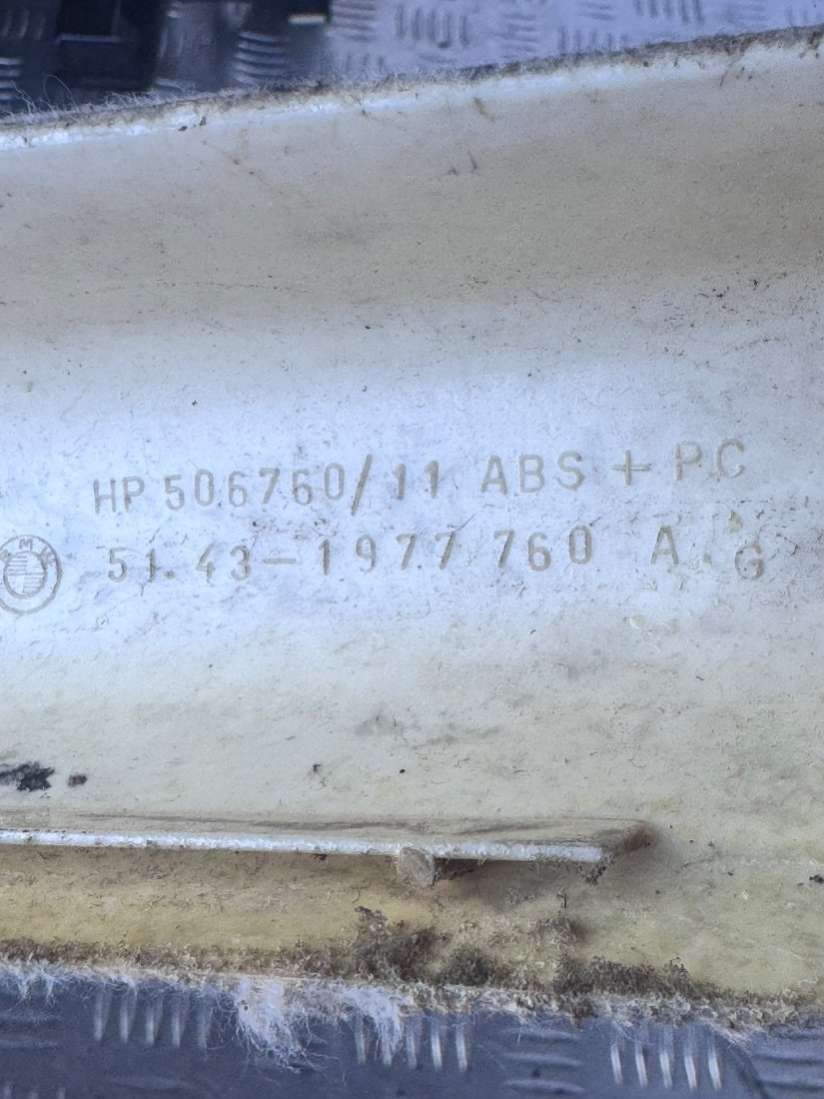 HP 506760/11 ABS + PC
51.43-1977 760 A G